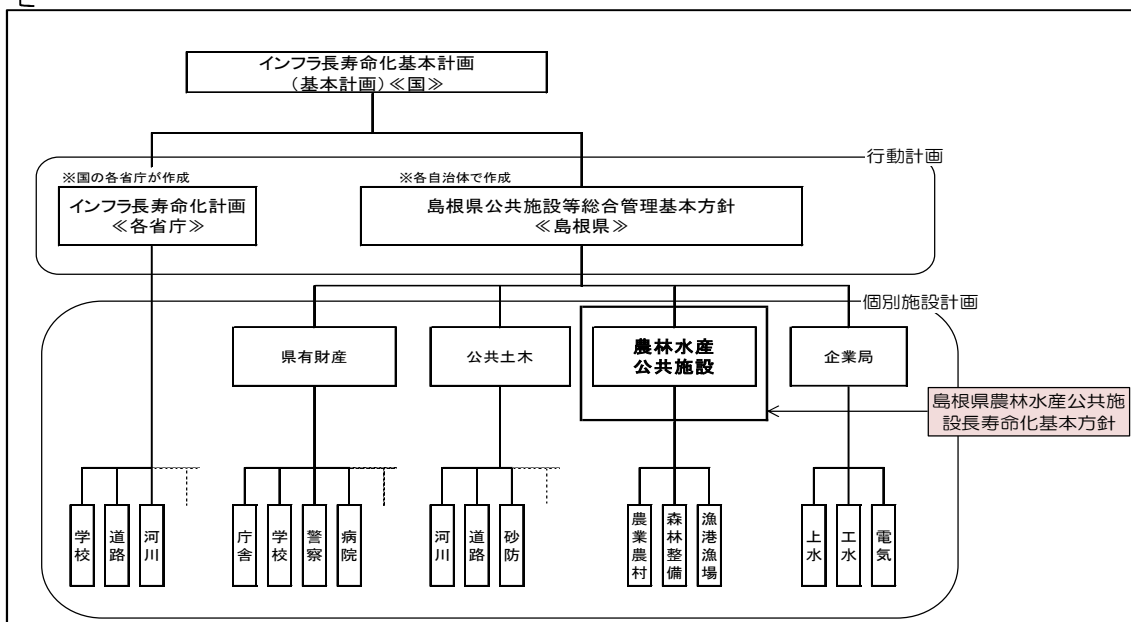 インフラ長寿命化基本計画
(基本計画)≪国≫
行動計画
※国の各省庁が作成
※各自治体で作成
インフラ長寿命化計画
≪各省庁≫
島根県公共施設等総合管理基本方針
≪島根県≫
個別施設計画
県有財産
公共土木
農林水産
公共施設
企業局
島根県農林水産公共施
設長寿命化基本方針
学校
道路
河川
庁舎
学校
警察
病院
河川
道路
砂防
農業農村
森林整備
漁港漁場
上水
工水
電気